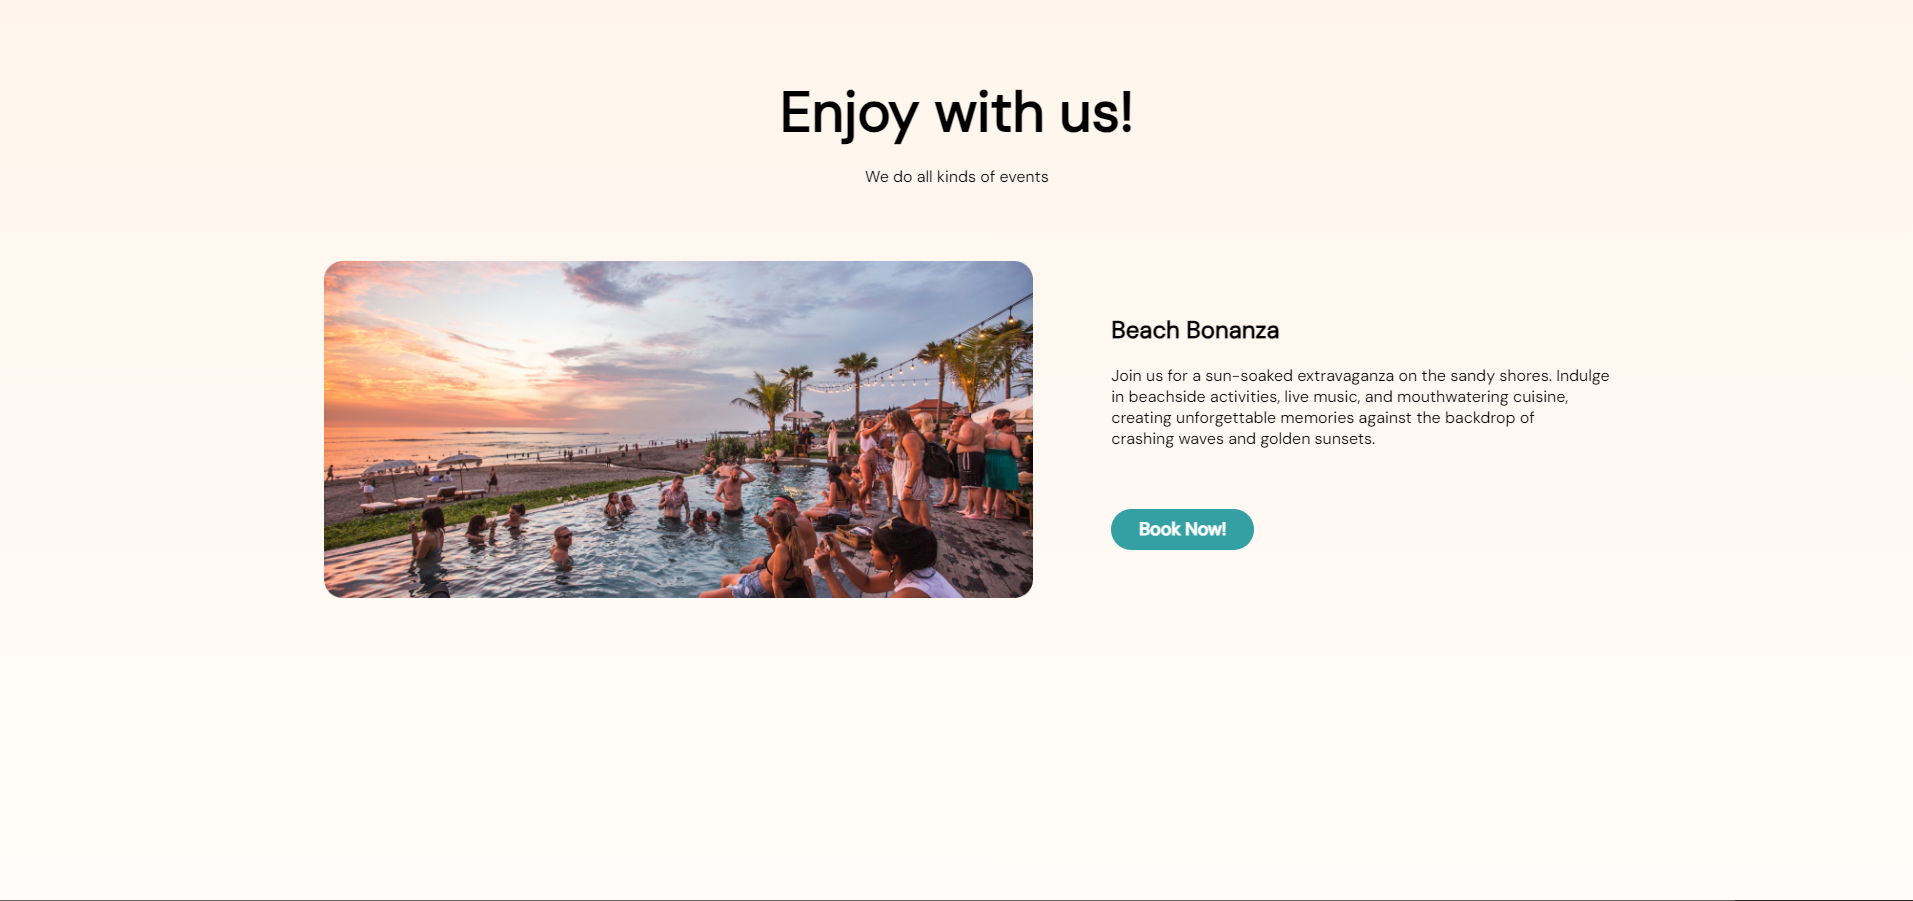 Enjoy with us!
We do all kinds of events
Beach Bonanza
Join us for a sun-soaked extravaganza on the sandy shores. Indulge
in beachside activities, live music, and mouthwatering cuisine,
creating unforgettable memories against the backdrop of
crashing waves and golden sunsets.
Book Now!